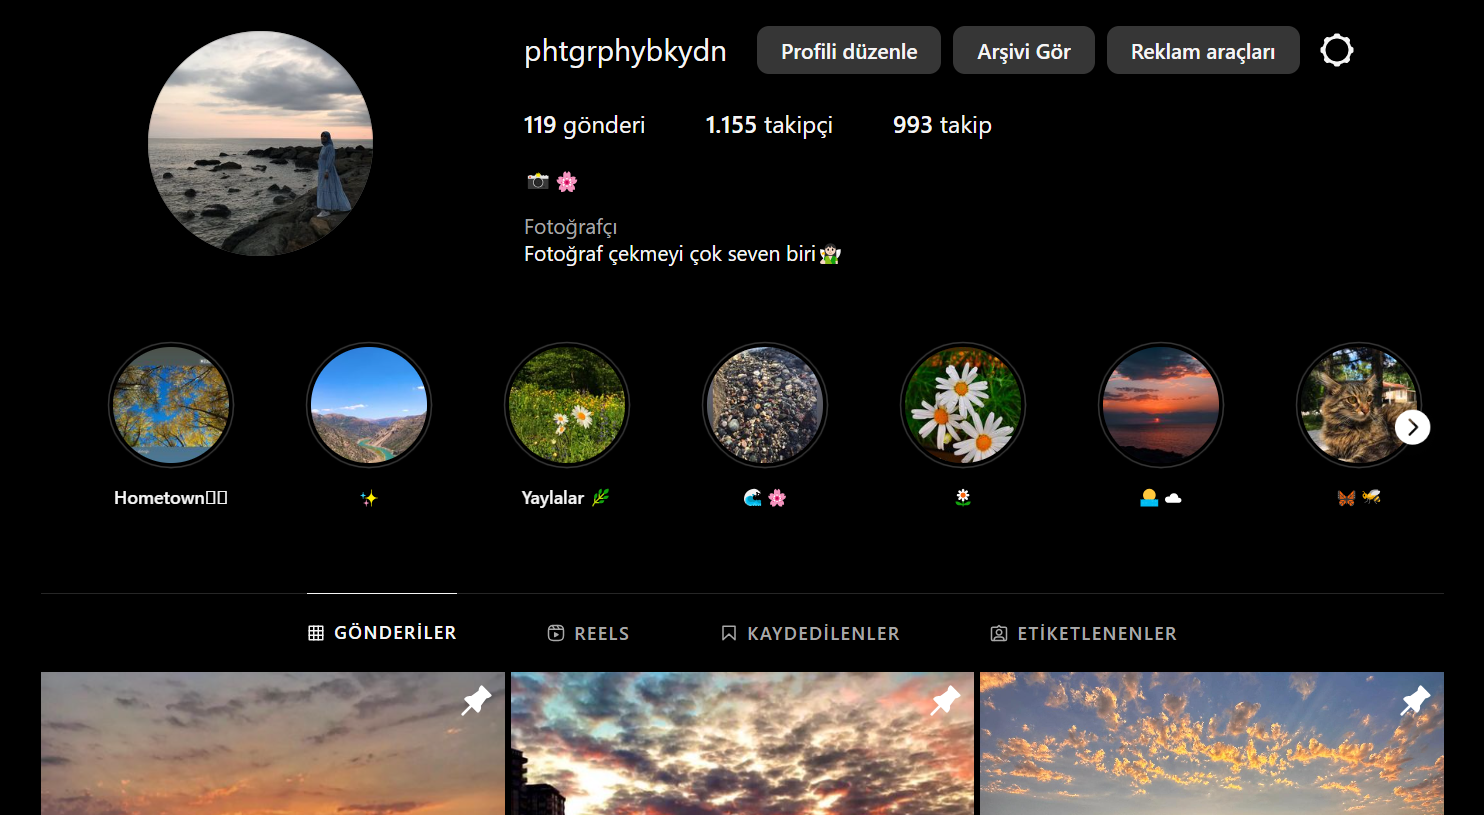 phtgrphybkydn Profili düzenle Arşivi Gör Reklam araçları
119 gönderi 1.155 takipçi 993 takip
📷 🌸
Fotoğrafçı
Fotoğraf çekmeyi çok seven biri🧚🏻
Hometown▯▯ ✨ Yaylalar 🌿 🌊🌸 🌼 🌅☁️ 🦋🐝
GÖNDERİLER REELS KAYDEDİLENLER ETİKETLENENLER